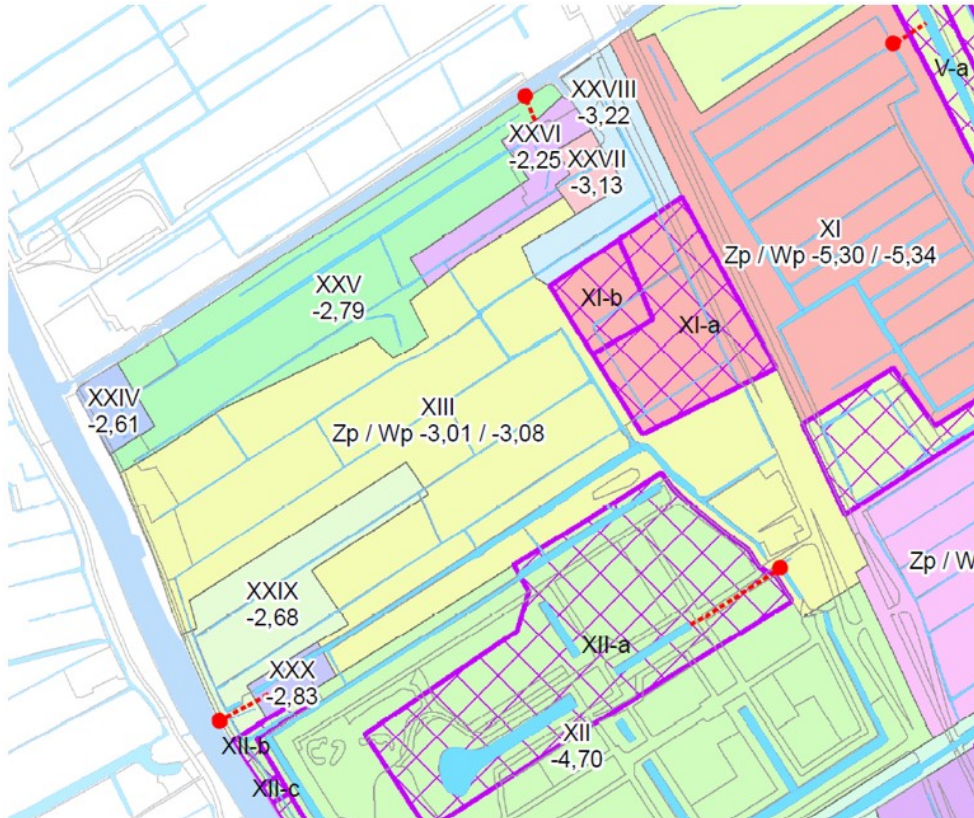 V-a
XXVIII
-3,22
XXVI
-2,25
XXVII
-3,13
XI
Zp / Wp -5,30 / -5,34
XXV
-2,79
XI-b
XI-a
XXIV
-2,61
XIII
Zp / Wp -3,01 / -3,08
Zp / W
XXIX
-2,68
XII-a
XXX
-2,83
XII
-4,70
XII-b
XII-c